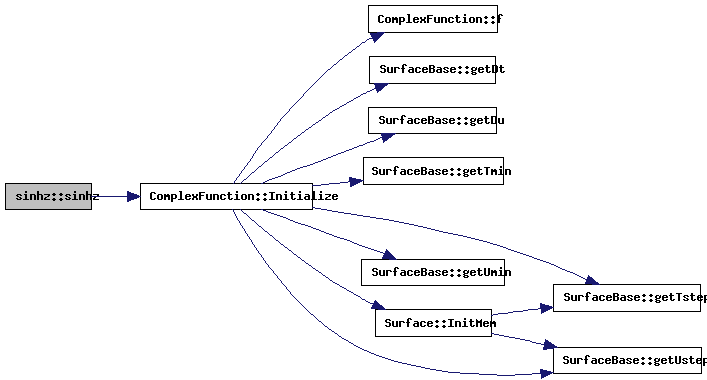 ComplexFunction::f
SurfaceBase::getDt
SurfaceBase::getDu
SurfaceBase::getTmin
sinhz::sinhz
ComplexFunction::Initialize
SurfaceBase::getUmin
SurfaceBase::getTstep
Surface::InitMem
SurfaceBase::getUstep